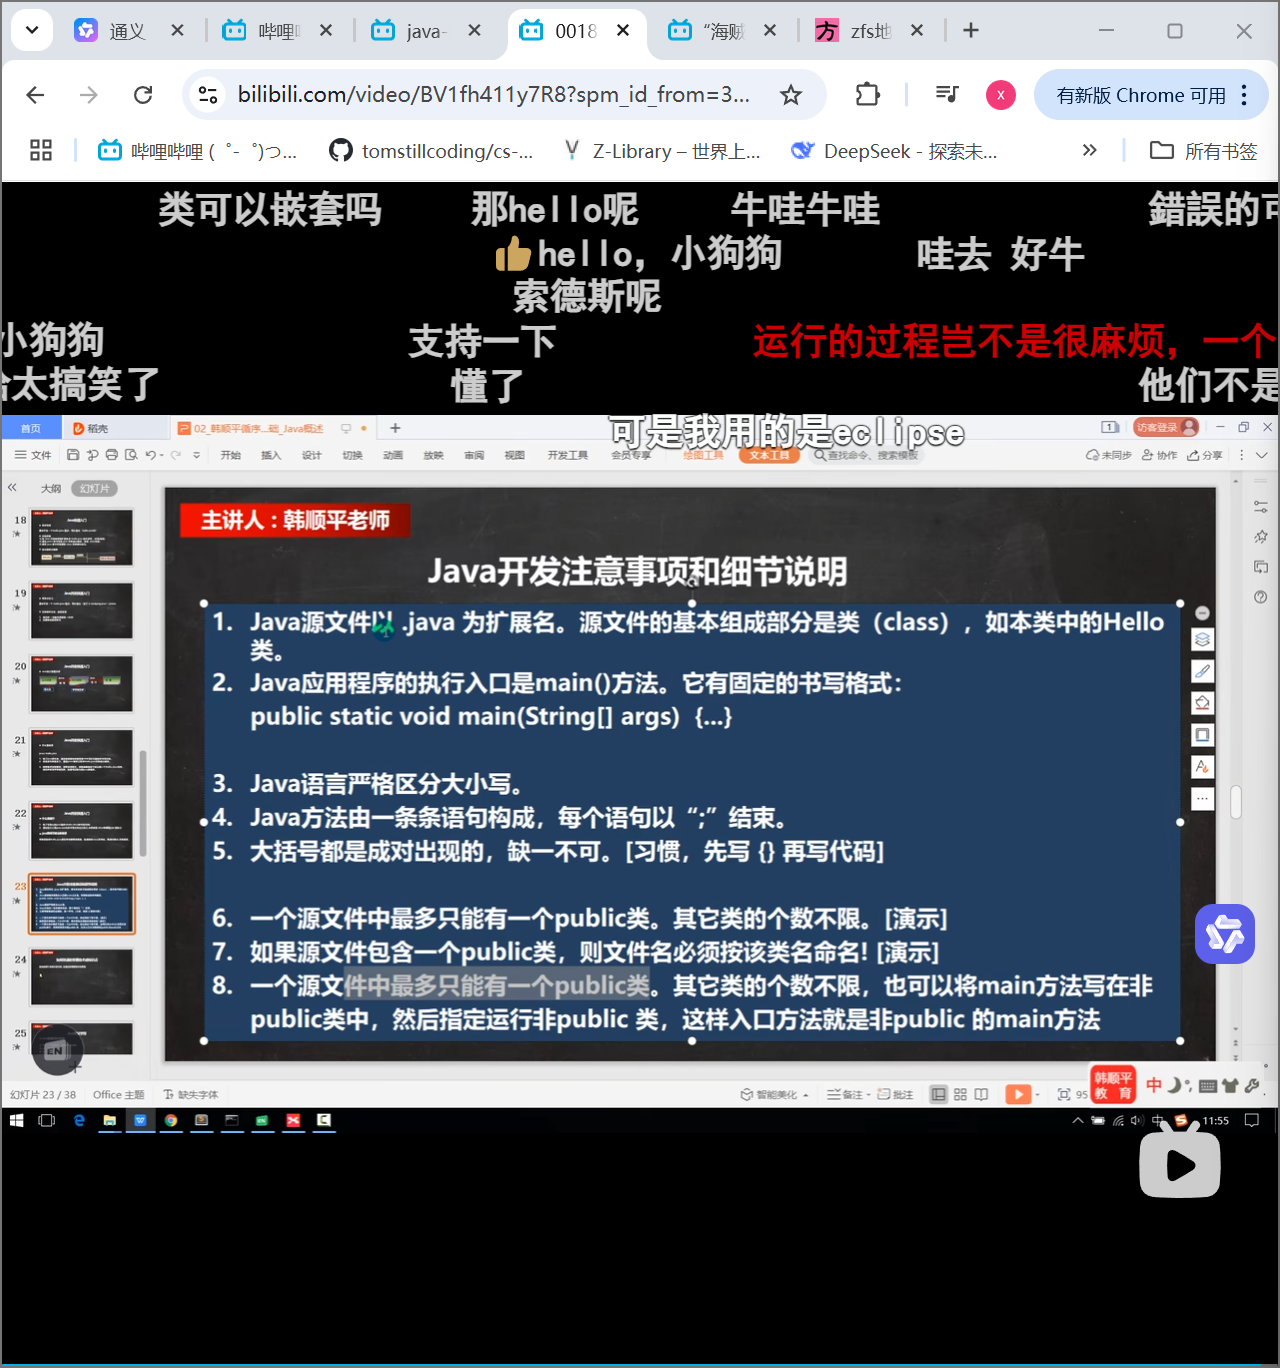 通义
哔哩
java-
0018
“海贼
zfs地
bilibili.com/video/BV1fh411y7R8?spm_id_from=3...
X
有新版 Chrome 可用
哔哩哔哩 (゜-゜)つ...
tomstillcoding/cs-...
Z-Library – 世界上...
DeepSeek - 探索未...
所有书签
类可以嵌套吗
那hello呢
牛哇牛哇
錯誤的可
hello，小狗狗
哇去 好牛
索德斯呢
小狗狗
支持一下
运行的过程岂不是很麻烦，一个
太搞笑了
懂了
他们不是
可是我用的是eclipse
首页
稻壳
02_韩顺平循序...础_Java概述
访客登录
文件
开始
插入
设计
切换
动画
放映
审阅
视图
开发工具
会员专享
绘图工具
文本工具
查找命令、搜索模板
未同步
协作
分享
大纲
幻灯片
18
19
20
21
22
23
24
25
主讲人：韩顺平老师
Java开发注意事项和细节说明
1. Java源文件以 .java 为扩展名。源文件的基本组成部分是类（class），如本类中的Hello
类。
2. Java应用程序的执行入口是main()方法。它有固定的书写格式：
public static void main(String[] args) {...}
3. Java语言严格区分大小写。
4. Java方法由一条条语句构成，每个语句以“;”结束。
5. 大括号都是成对出现的，缺一不可。[习惯，先写 {} 再写代码]
6. 一个源文件中最多只能有一个public类。其它类的个数不限。[演示]
7. 如果源文件包含一个public类，则文件名必须按该类名命名! [演示]
8. 一个源文件中最多只能有一个public类。其它类的个数不限，也可以将main方法写在非
public类中，然后指定运行非public 类，这样入口方法就是非public 的main方法
EN
幻灯片 23 / 38
Office 主题
缺失字体
智能美化
备注
批注
95
韩顺平
教 育
中
中
11:55